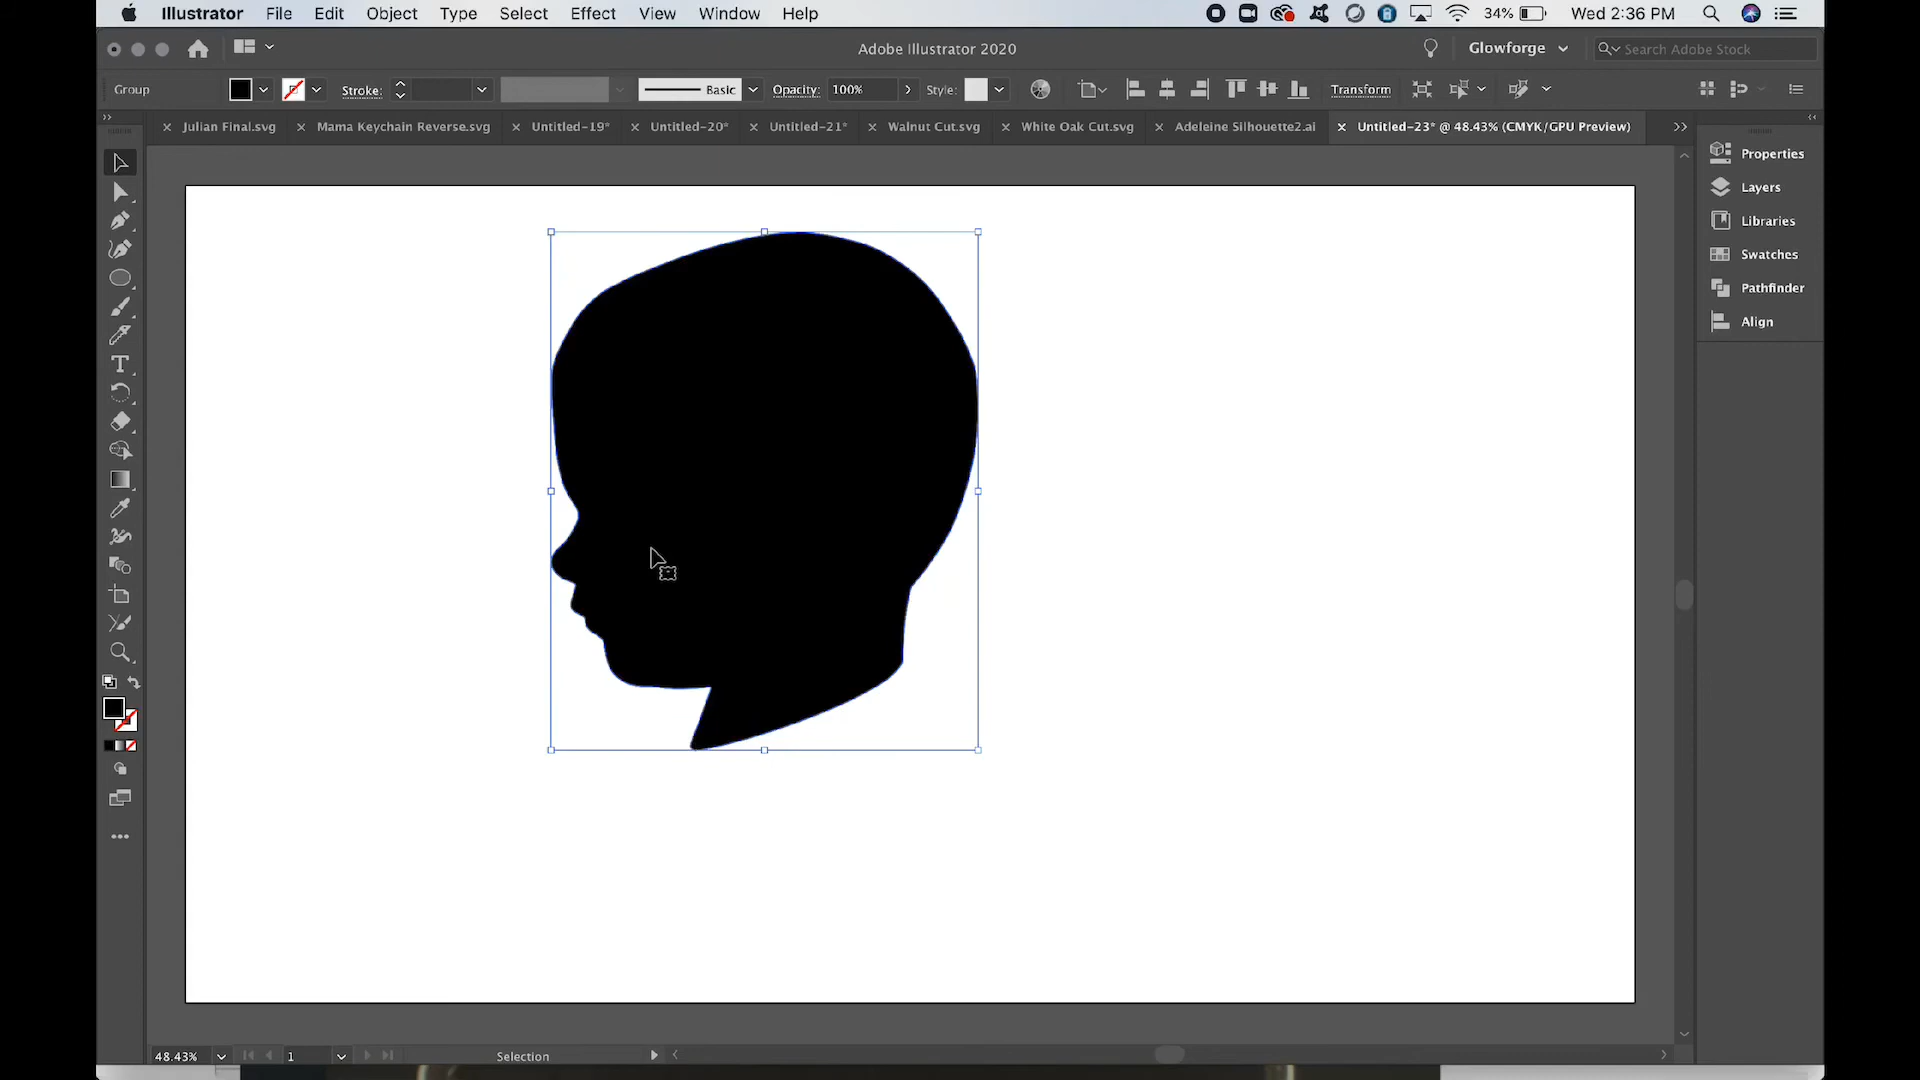 Illustrator File Edit Object Type Select Effect View Window Help 34% Wed 2:36 PM
Adobe Illustrator 2020 Glowforge Search Adobe Stock
Group Stroke: Basic Opacity: 100% Style: Transform
Julian Final.svg Mama Keychain Reverse.svg Untitled-19* Untitled-20* Untitled-21* Walnut Cut.svg White Oak Cut.svg Adeleine Silhouette2.ai Untitled-23* @ 48.43% (CMYK/GPU Preview)
Properties
Layers
Libraries
Swatches
Pathfinder
Align
48.43% 1 Selection